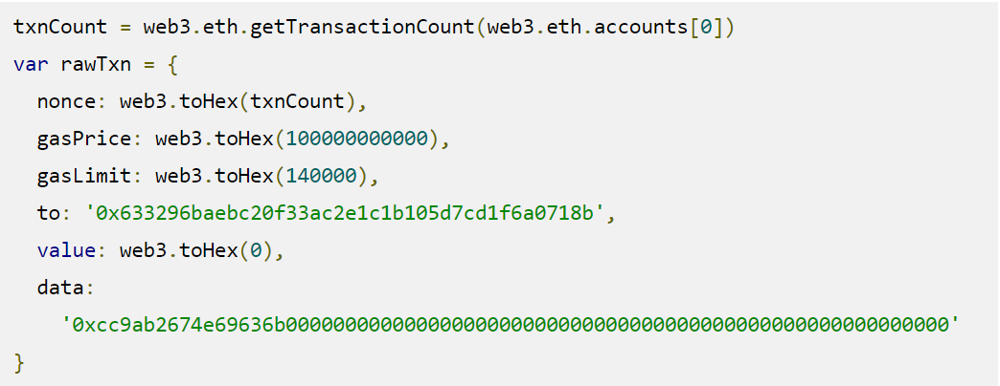 txnCount = web3.eth.getTransactionCount(web3.eth.accounts[0])
var rawTxn = {
nonce: web3.toHex(txnCount),
gasPrice: web3.toHex(100000000000),
gasLimit: web3.toHex(140000),
to: '0x633296baebc20f33ac2e1c1b105d7cd1f6a0718b',
value: web3.toHex(0),
data:
'0xcc9ab2674e69636b00000000000000000000000000000000000000000000000000000000'
}